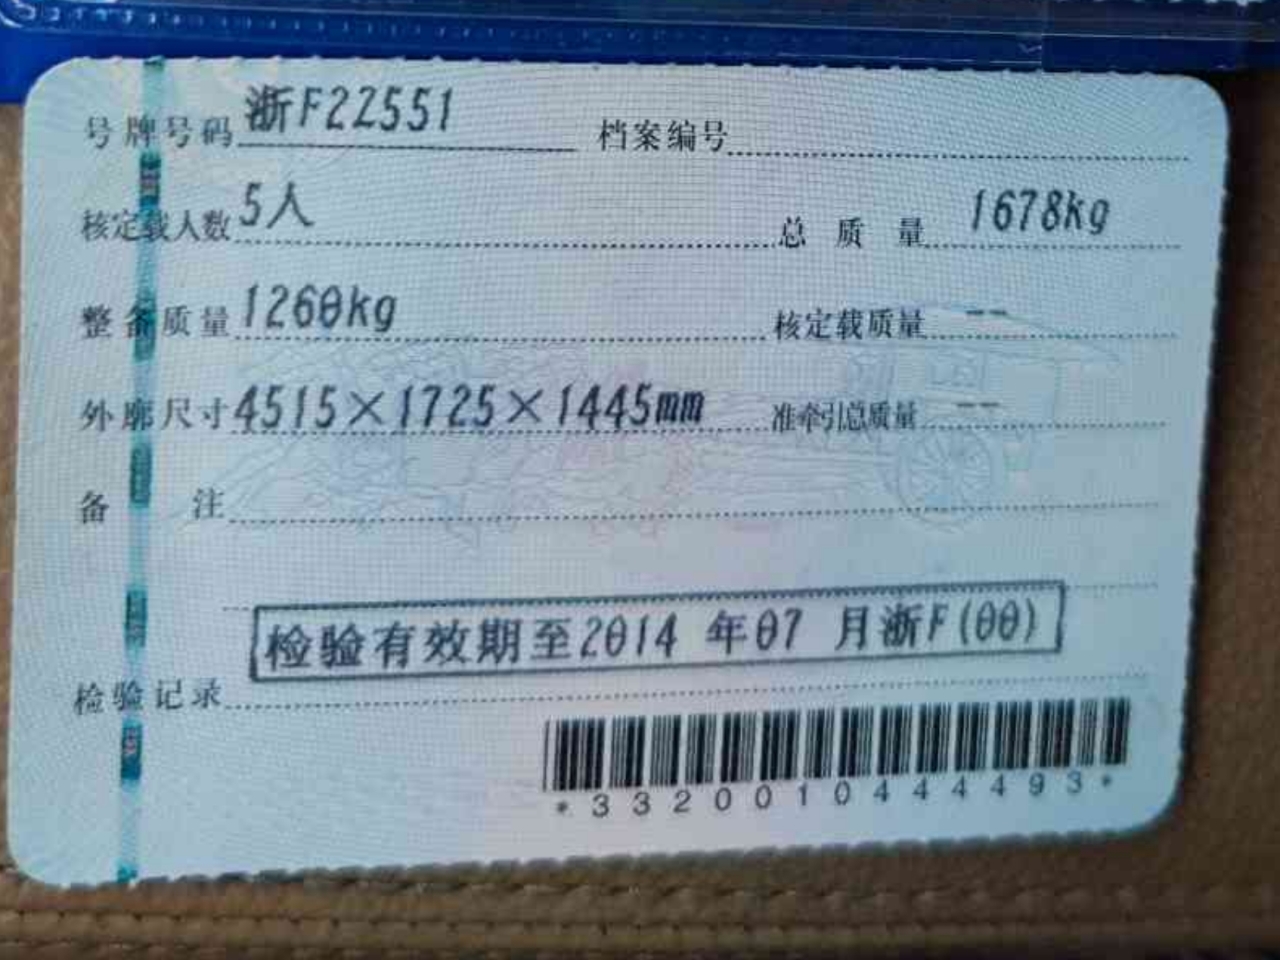 号牌号码 浙F2Z551 档案编号
核定载人数 5人 总质量 1678kg
整备质量 1260kg 核定载质量 --
外廓尺寸 4515×1725×1445mm 准牵引总质量 --
备注
检验有效期至2014 年07 月浙F(00)
检验记录
*3320010444493*